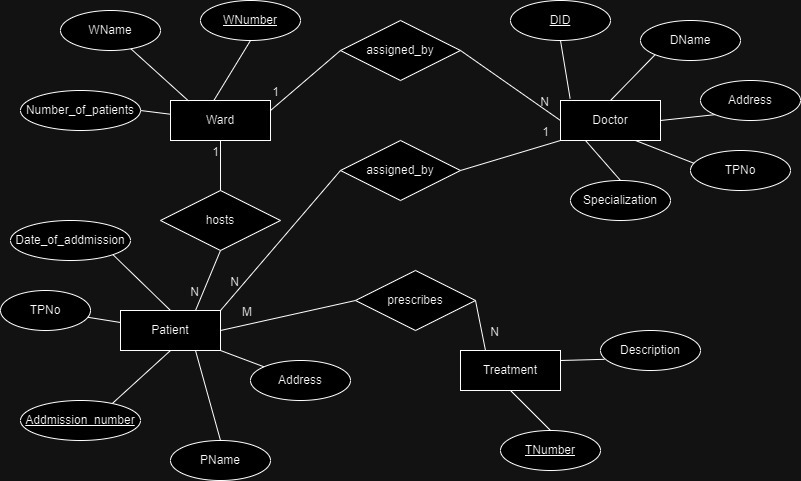 WName
WNumber
DID
DName
assigned_by
Number_of_patients
1
N
Address
Ward
Doctor
1
1
assigned_by
TPNo
Specialization
hosts
Date_of_addmission
N
N
TPNo
M
prescribes
Patient
N
Treatment
Description
Address
Addmission_number
PName
TNumber